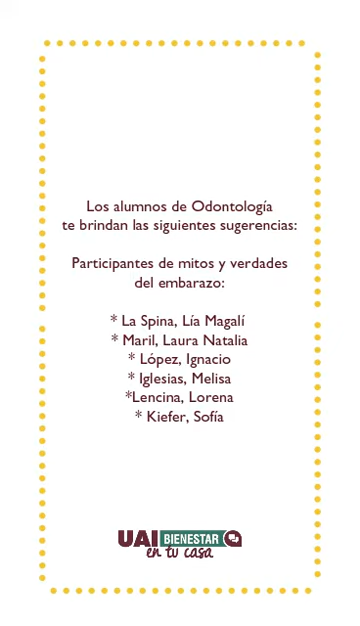 Los alumnos de Odontología
te brindan las siguientes sugerencias:
Participantes de mitos y verdades
del embarazo:
* La Spina, Lía Magalí
* Maril, Laura Natalia
* López, Ignacio
* Iglesias, Melisa
*Lencina, Lorena
* Kiefer, Sofía
UAI BIENESTAR
en tu casa